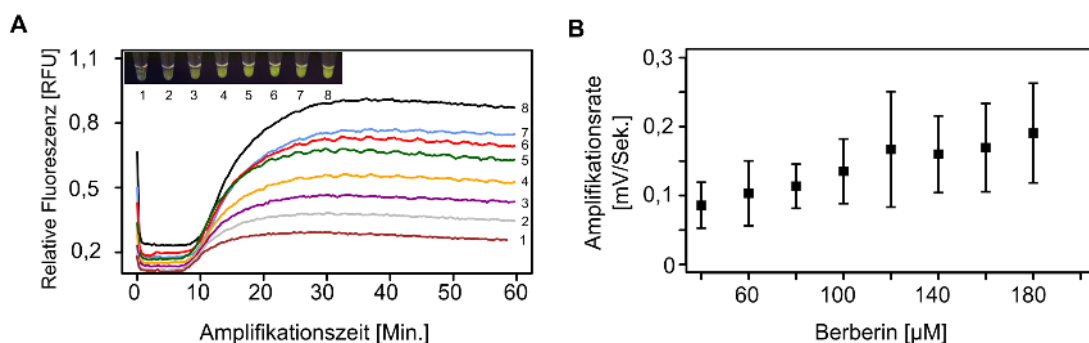 A
Relative Fluoreszenz [RFU]
1,1
0,8
0,5
0,2
1 2 3 4 5 6 7 8
8
7
6
5
4
3
2
1
0 10 20 30 40 50 60
Amplifikationszeit [Min.]
B
Amplifikationsrate
[mV/Sek.]
0,3
0,2
0,1
0
60 100 140 180
Berberin [µM]